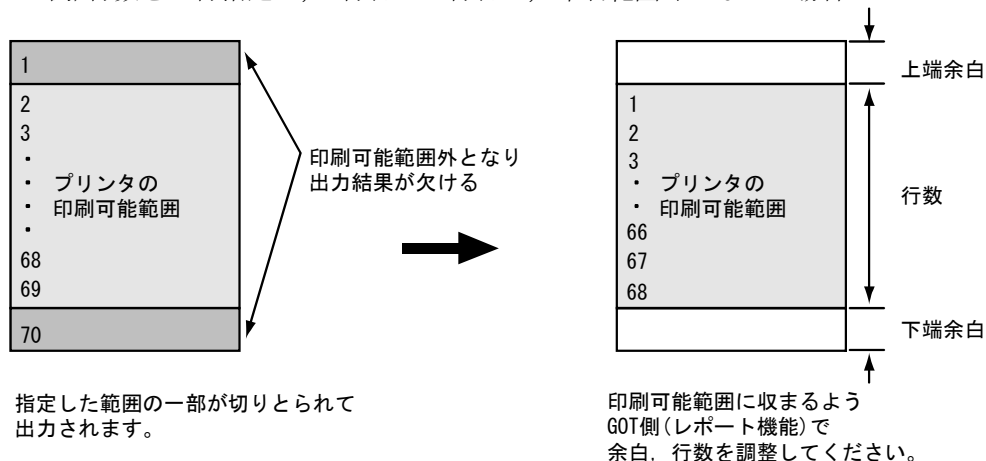 1
2
3
・
・
・
・
プリンタの
印刷可能範囲
68
69
70
印刷可能範囲外となり
出力結果が欠ける
指定した範囲の一部が切りとられて
出力されます。
上端余白
1
2
3
・
・
・
プリンタの
印刷可能範囲
66
67
68
行数
下端余白
印刷可能範囲に収まるよう
GOT側(レポート機能)で
余白，行数を調整してください。